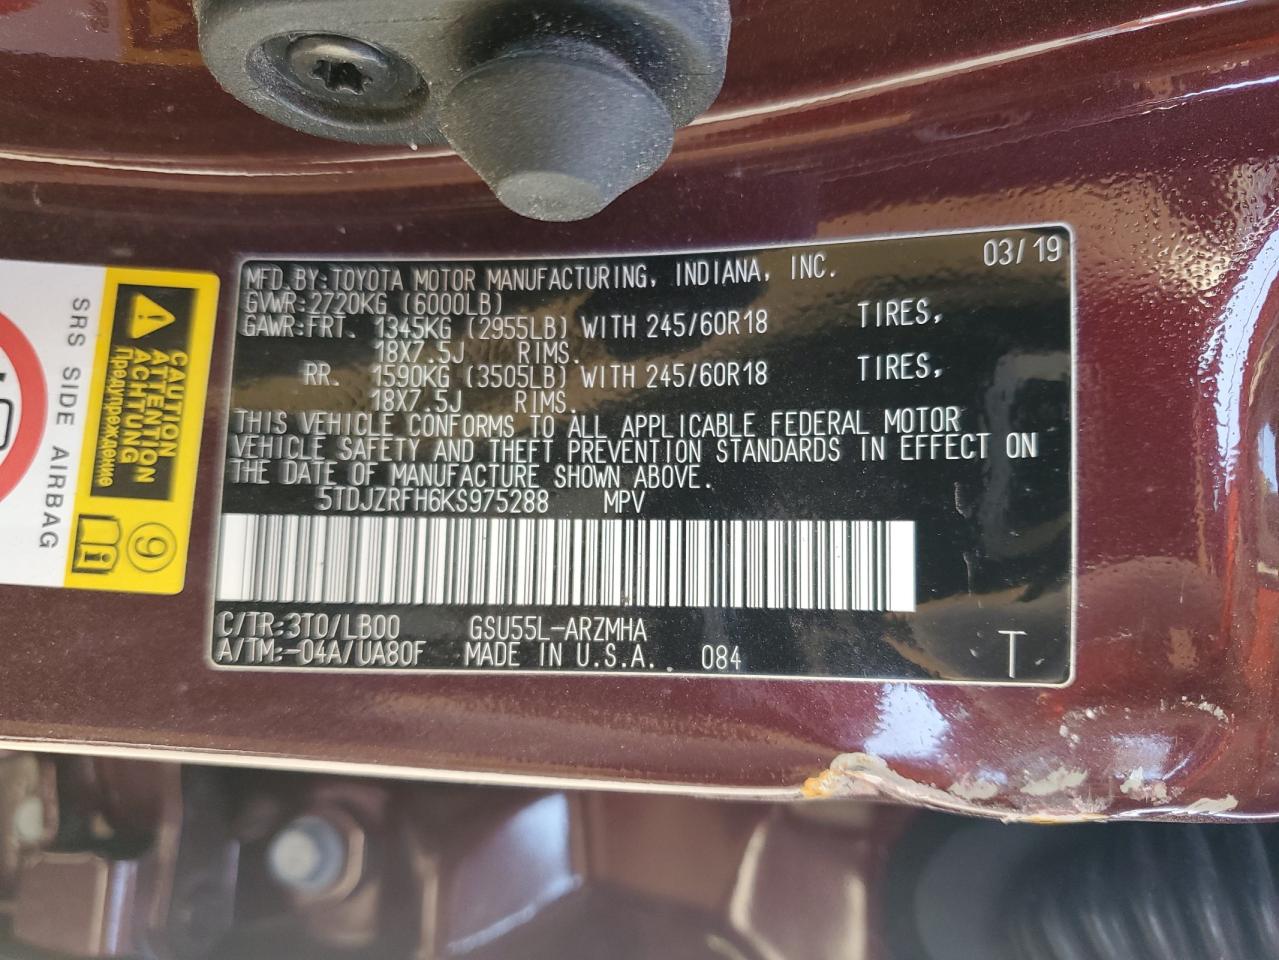 MFD.BY:TOYOTA MOTOR MANUFACTURING, INDIANA, INC. 03/19
GVWR:2720KG (6000LB)
GAWR:FRT. 1345KG (2955LB) WITH 245/60R18 TIRES,
18X7.5J RIMS.
RR. 1590KG (3505LB) WITH 245/60R18 TIRES,
18X7.5J RIMS.
THIS VEHICLE CONFORMS TO ALL APPLICABLE FEDERAL MOTOR
VEHICLE SAFETY AND THEFT PREVENTION STANDARDS IN EFFECT ON
THE DATE OF MANUFACTURE SHOWN ABOVE.
5TDJZRFH6KS975288 MPV
C/TR:3T0/LB00 GSU55L-ARZMHA
A/TM:-04A/UA80F MADE IN U.S.A. 084 T
CAUTION
ATTENTION
ACHTUNG
Предупреждение
9
SRS SIDE AIRBAG